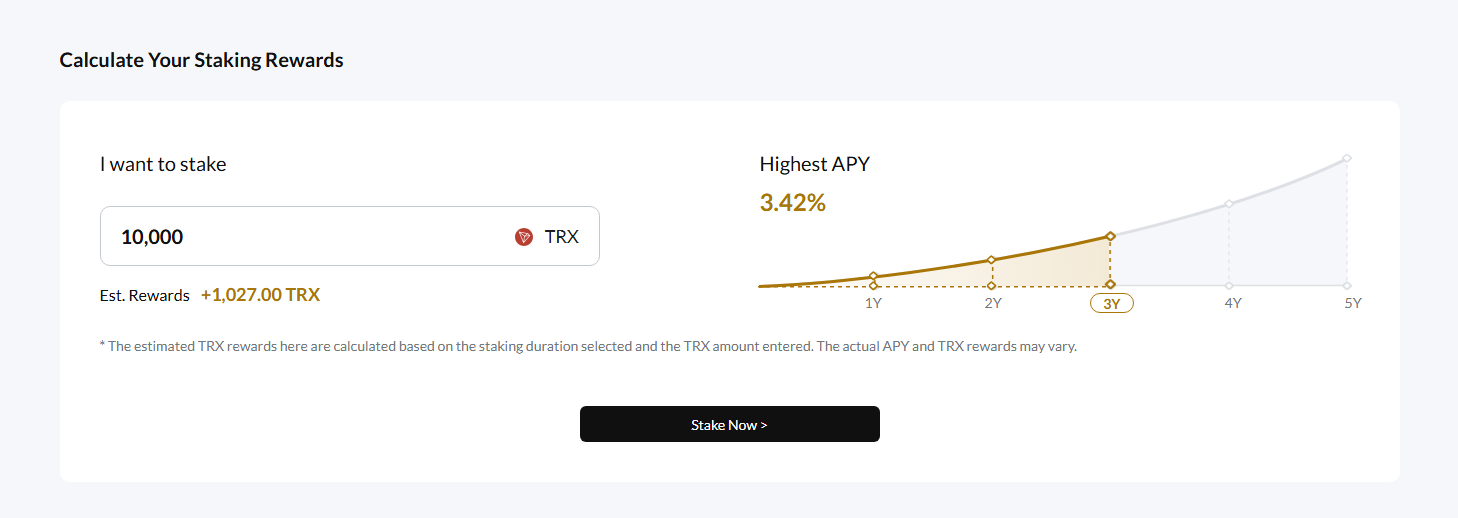 Calculate Your Staking Rewards
I want to stake
10,000 TRX
Est. Rewards +1,027.00 TRX
Highest APY
3.42%
1Y 2Y 3Y 4Y 5Y
* The estimated TRX rewards here are calculated based on the staking duration selected and the TRX amount entered. The actual APY and TRX rewards may vary.
Stake Now >